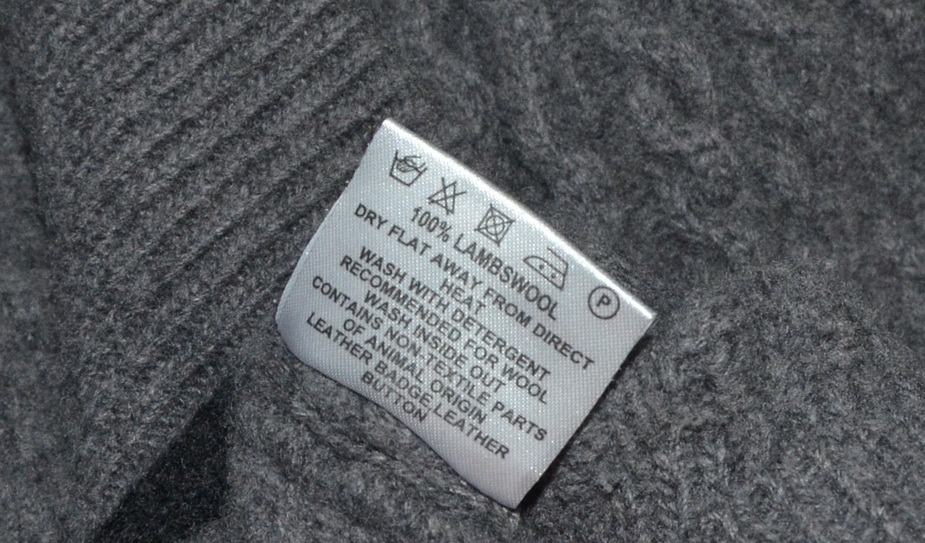 100% LAMBSWOOL
DRY FLAT AWAY FROM DIRECT
HEAT
WASH WITH DETERGENT
RECOMMENDED FOR WOOL
WASH INSIDE OUT
CONTAINS NON-TEXTILE PARTS
OF ANIMAL ORIGIN
LEATHER BADGE LEATHER
BUTTON
P